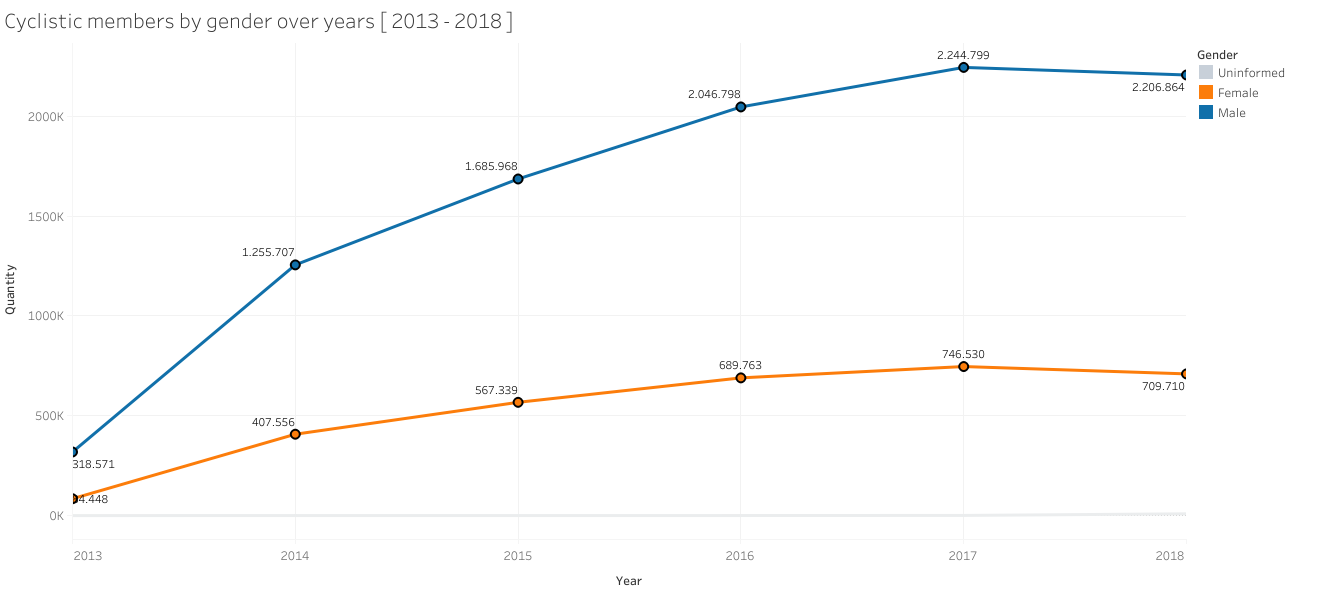 Cyclistic members by gender over years [ 2013 - 2018 ]
Gender
Uninformed
Female
Male
2.244.799
2.206.864
2.046.798
1.685.968
1.255.707
318.571
746.530
709.710
689.763
567.339
407.556
2000K
1500K
1000K
500K
0K
Quantity
2013
2014
2015
2016
2017
2018
Year